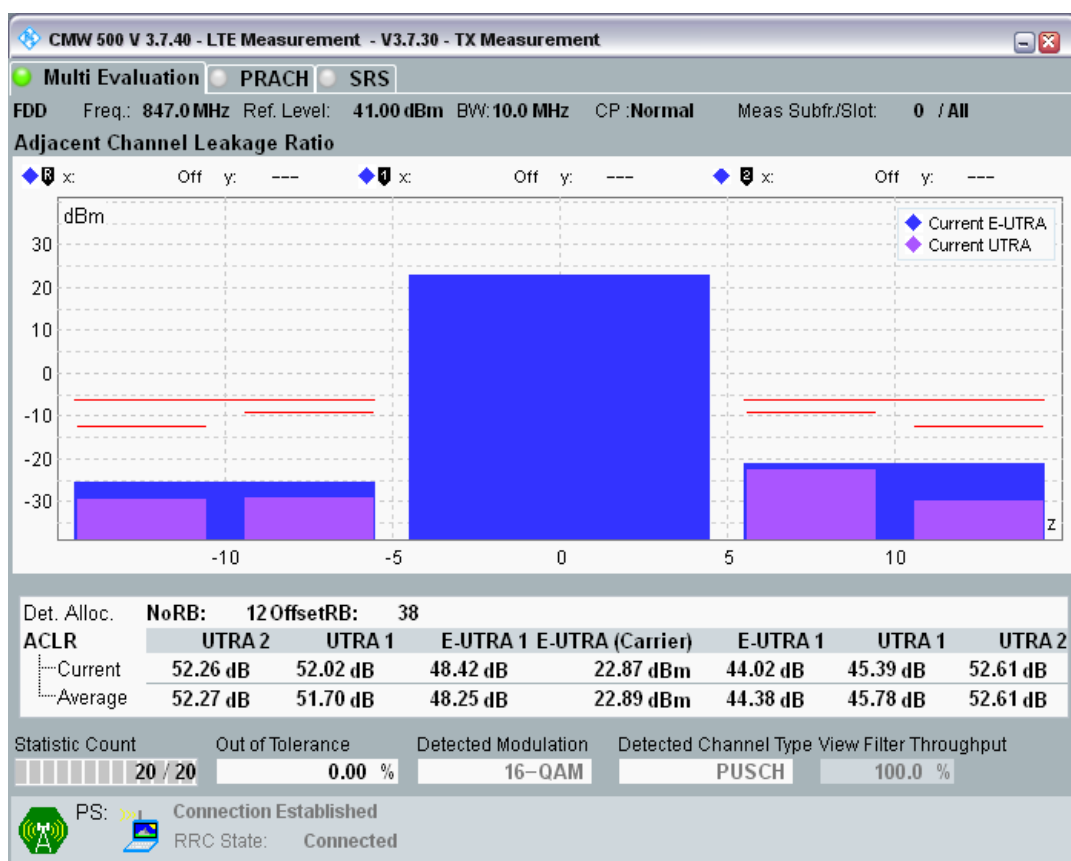 CMW 500 V 3.7.40 - LTE Measurement - V3.7.30 - TX Measurement
Multi Evaluation PRACH SRS
FDD Freq.: 847.0 MHz Ref. Level: 41.00 dBm BW: 10.0 MHz CP : Normal Meas Subfr./Slot: 0 / All
Adjacent Channel Leakage Ratio
R x: Off y: --- 1 x: Off y: --- 2 x: Off y: ---
dBm
Current E-UTRA
Current UTRA
30
20
10
0
-10
-20
-30
z
-10 -5 0 5 10
Det. Alloc. NoRB: 12 OffsetRB: 38
ACLR UTRA 2 UTRA 1 E-UTRA 1 E-UTRA (Carrier) E-UTRA 1 UTRA 1 UTRA 2
Current 52.26 dB 52.02 dB 48.42 dB 22.87 dBm 44.02 dB 45.39 dB 52.61 dB
Average 52.27 dB 51.70 dB 48.25 dB 22.89 dBm 44.38 dB 45.78 dB 52.61 dB
Statistic Count Out of Tolerance Detected Modulation Detected Channel Type View Filter Throughput
20 / 20 0.00 % 16-QAM PUSCH 100.0 %
PS: Connection Established
RRC State: Connected